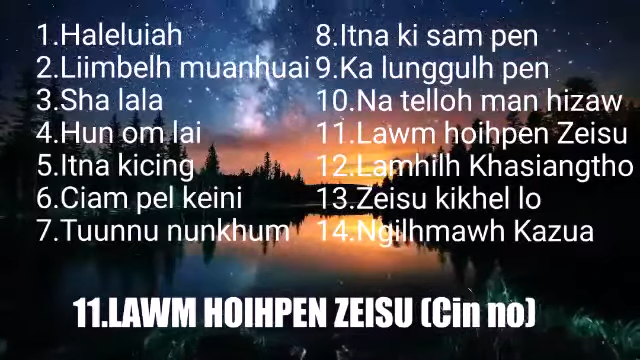 1.Haleluiah
2.Liimbelh muanhuai
3.Sha lala
4.Hun om lai
5.Itna kicing
6.Ciam pel keini
7.Tuunnu nunkhum
8.Itna ki sam pen
9.Ka lunggulh pen
10.Na telloh man hizaw
11.Lawm hoihpen Zeisu
12.Lamhilh Khasiangtho
13.Zeisu kikhel lo
14.Ngilhmawh Kazua
11.LAWM HOIHPEN ZEISU (Cin no)